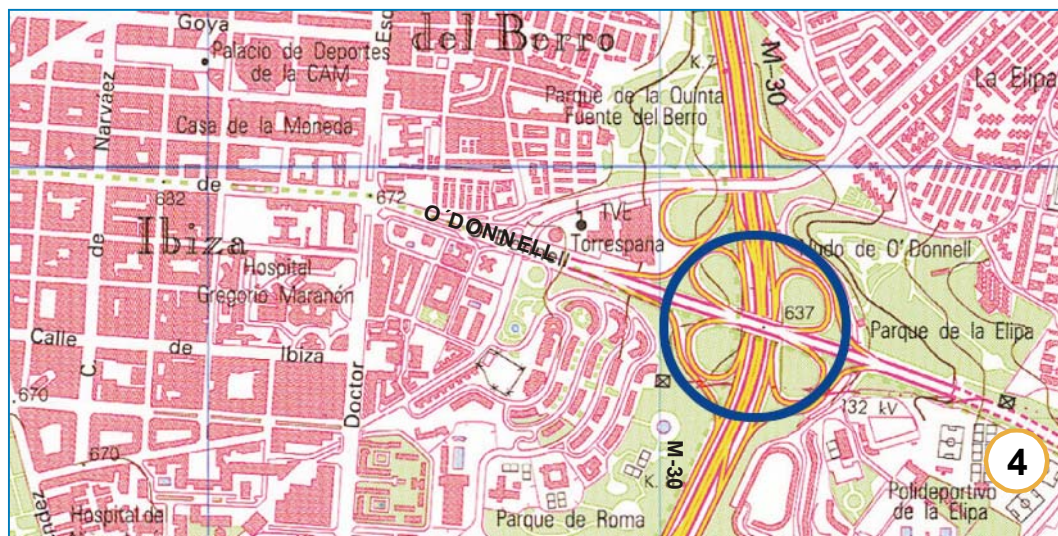 Goya
Palacio de Deportes
de la CAM
Esc
del Berro
K.7
M-30
Parque de la Quinta
Fuente del Berro
La Elipa
Narváez
Casa de la Moneda
de
682
672
O DONNELL
TVE
Torrespaña
Nudo de O'Donnell
de
Ibiza
Hospital
Gregorio Marañón
637
Parque de la Elipa
Calle
de
Ibiza
C.
Doctor
670
132 kV
M-30
4
670
K.
Polideportivo
de la Elipa
Hospital de
Parque de Roma